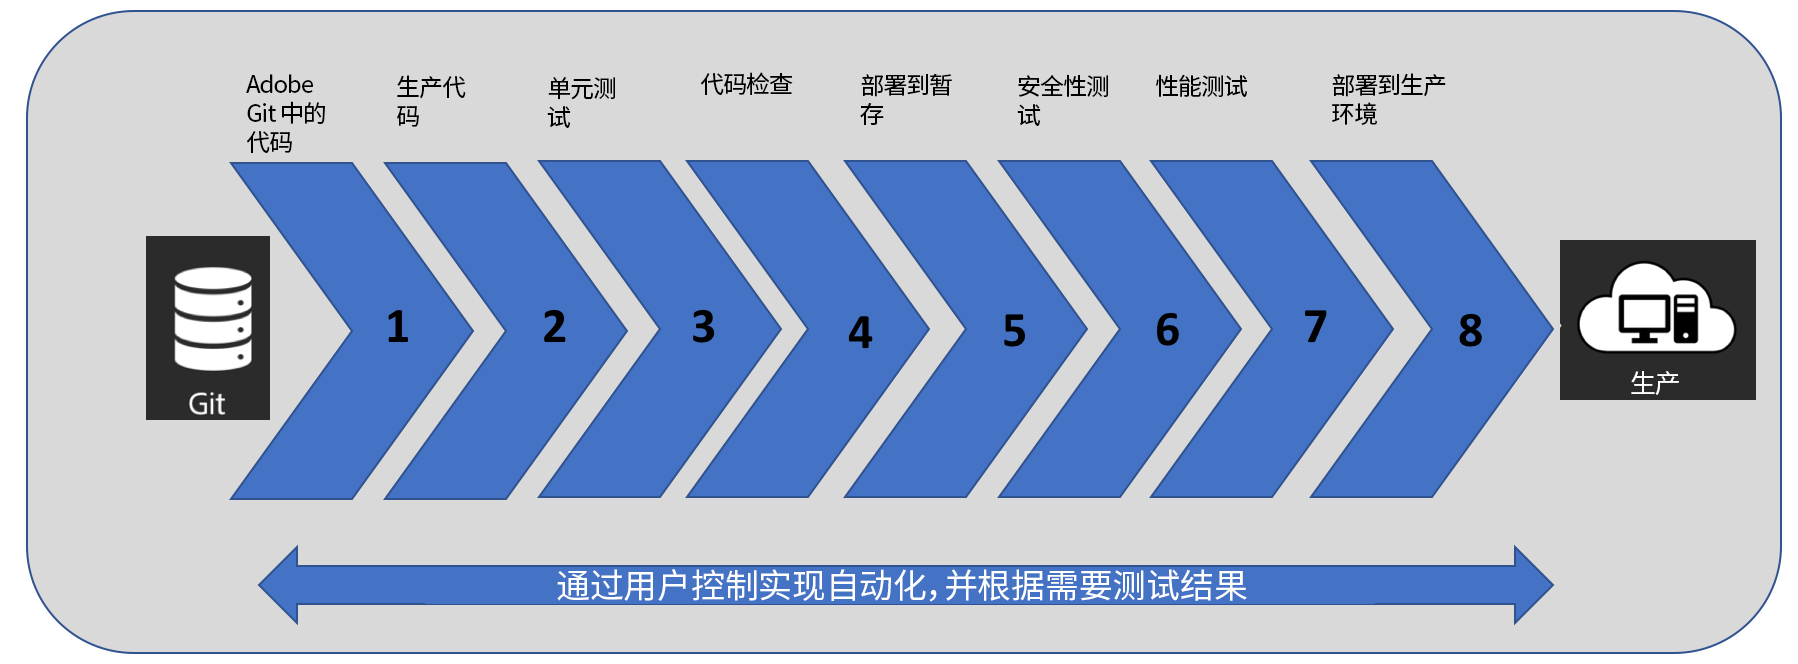 Adobe
Git 中的
代码
生产代
码
单元测
试
代码检查
部署到暂
存
安全性测
试
性能测试
部署到生产
环境
1
2
3
4
5
6
7
8
Git
生产
通过用户控制实现自动化，并根据需要测试结果